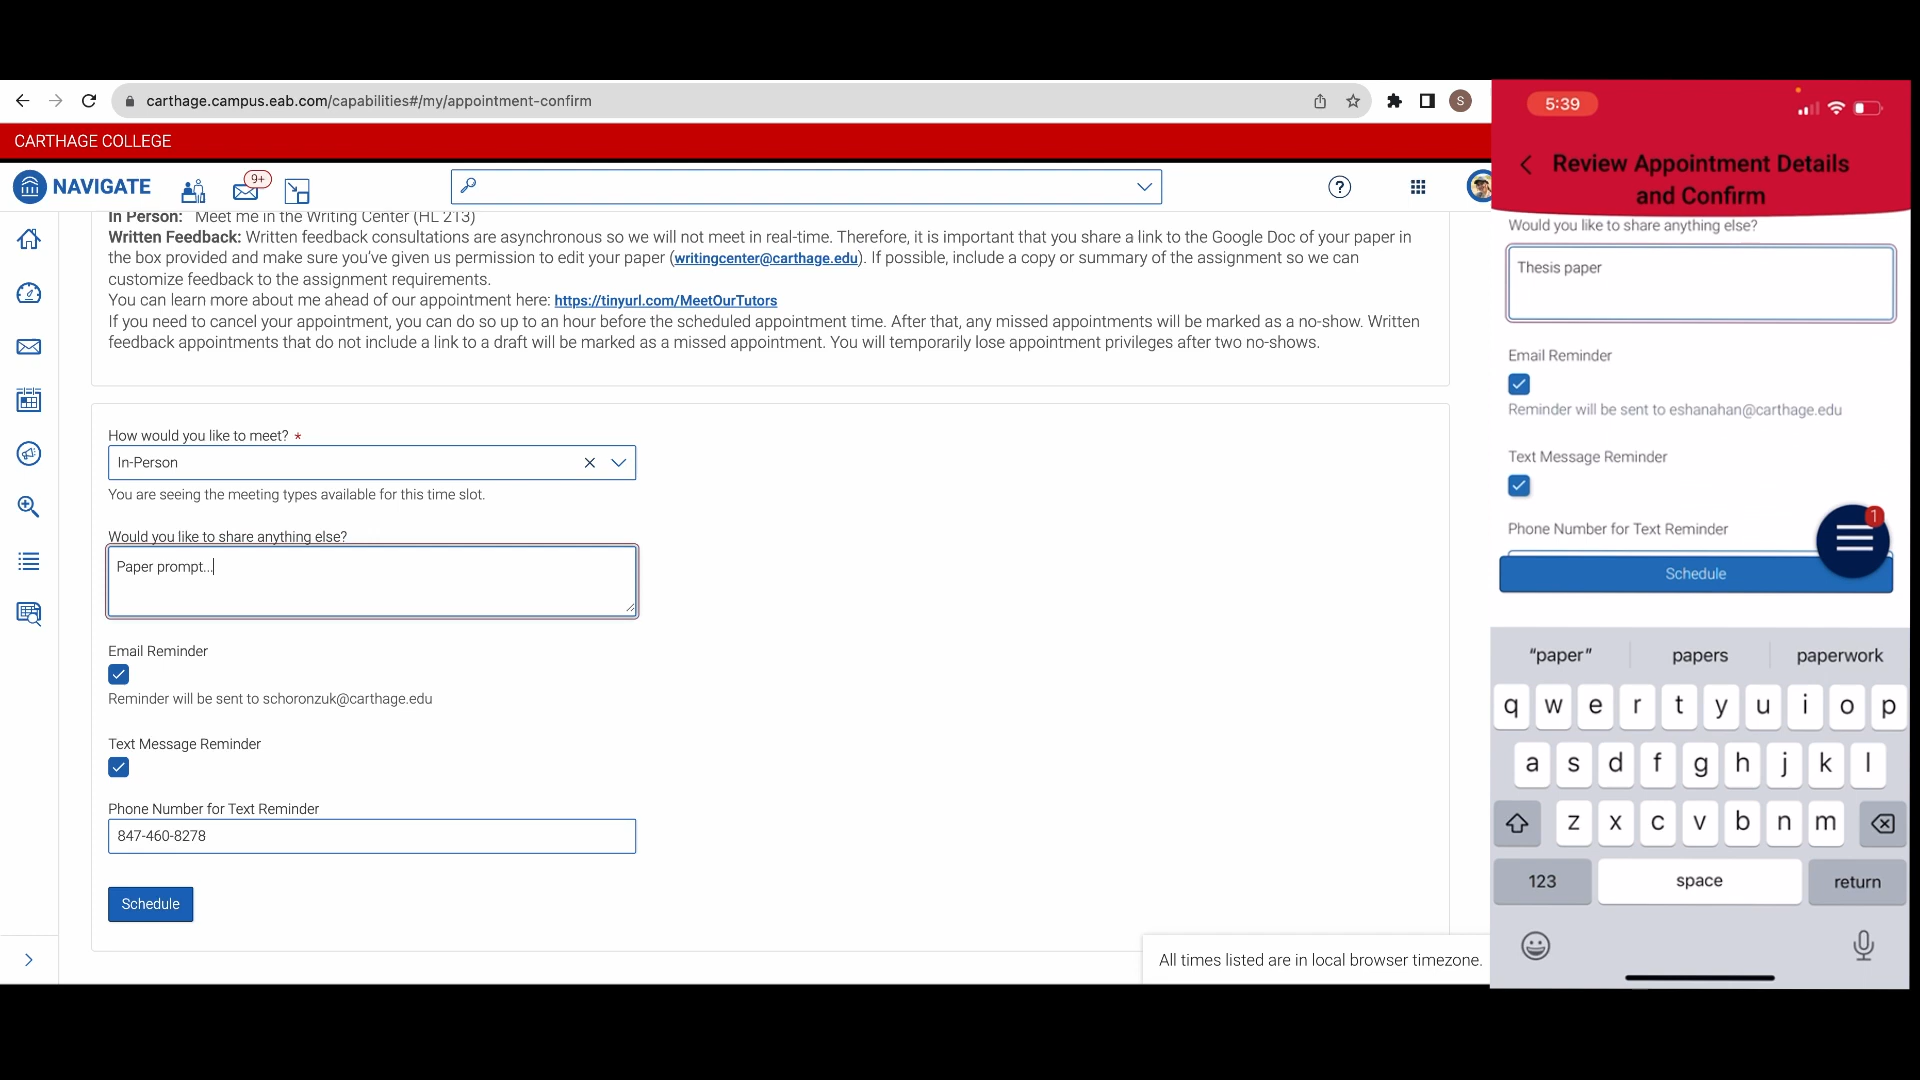 carthage.campus.eab.com/capabilities#/my/appointment-confirm
S
CARTHAGE COLLEGE
NAVIGATE
9+
?
In Person: Meet me in the Writing Center (HL 213)
Written Feedback: Written feedback consultations are asynchronous so we will not meet in real-time. Therefore, it is important that you share a link to the Google Doc of your paper in
the box provided and make sure you've given us permission to edit your paper (writingcenter@carthage.edu). If possible, include a copy or summary of the assignment so we can
customize feedback to the assignment requirements.
You can learn more about me ahead of our appointment here: https://tinyurl.com/MeetOurTutors
If you need to cancel your appointment, you can do so up to an hour before the scheduled appointment time. After that, any missed appointments will be marked as a no-show. Written
feedback appointments that do not include a link to a draft will be marked as a missed appointment. You will temporarily lose appointment privileges after two no-shows.
How would you like to meet? *
In-Person
You are seeing the meeting types available for this time slot.
Would you like to share anything else?
Paper prompt...
Email Reminder
Reminder will be sent to schoronzuk@carthage.edu
Text Message Reminder
Phone Number for Text Reminder
847-460-8278
Schedule
All times listed are in local browser timezone.
5:39
Review Appointment Details
and Confirm
Would you like to share anything else?
Thesis paper
Email Reminder
Reminder will be sent to eshanahan@carthage.edu
Text Message Reminder
Phone Number for Text Reminder
1
Schedule
"paper" papers paperwork
q w e r t y u i o p
a s d f g h j k l
z x c v b n m
123 space return